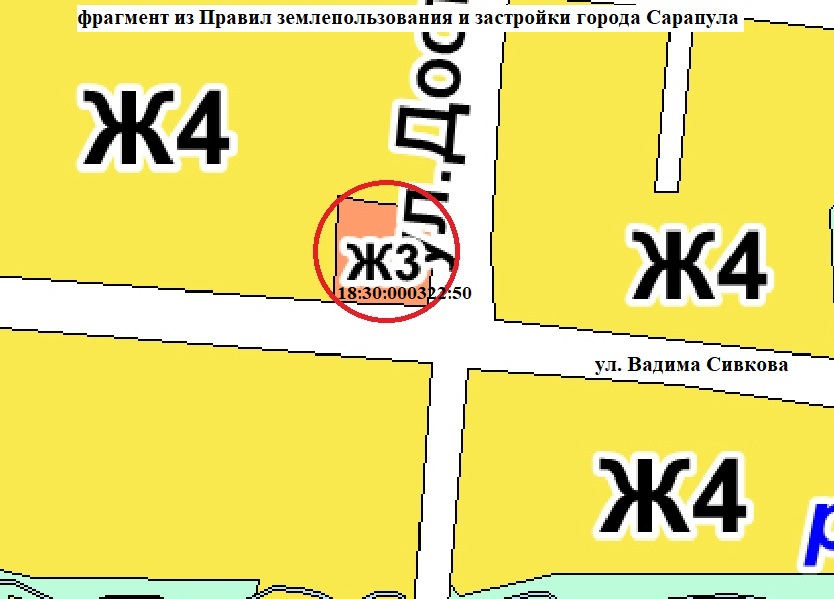 фрагмент из Правил землепользования и застройки города Сарапула
Ж4
ул.Дос
Ж3
18:30:000322:50
Ж4
ул. Вадима Сивкова
Ж4
р